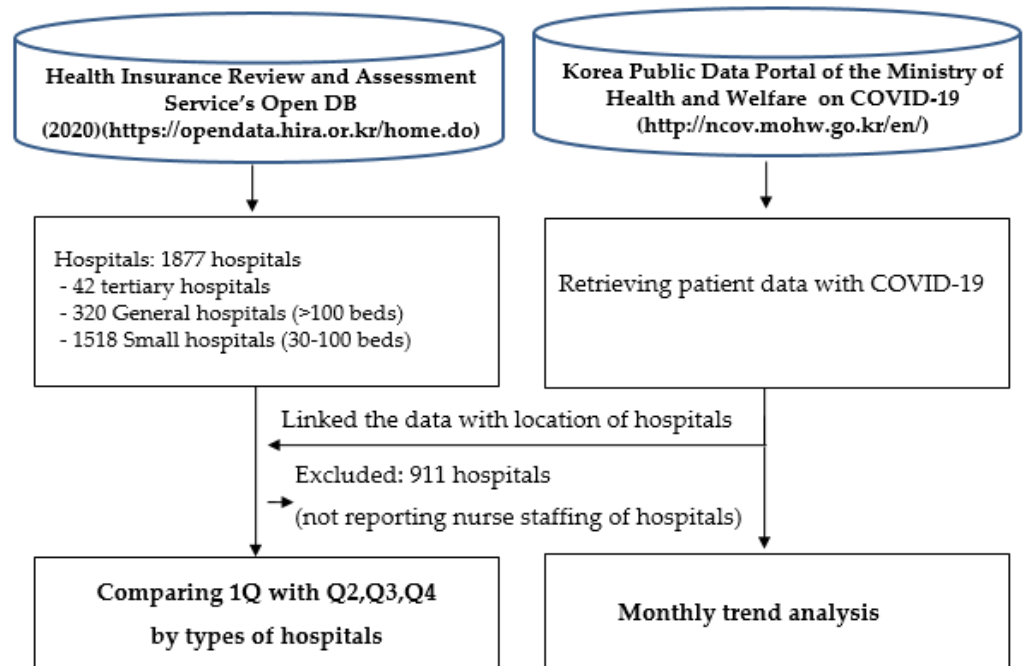 Health Insurance Review and Assessment
Service's Open DB
(2020)(https://opendata.hira.or.kr/home.do)
Korea Public Data Portal of the Ministry of
Health and Welfare on COVID-19
(http://ncov.mohw.go.kr/en/)
Hospitals: 1877 hospitals
- 42 tertiary hospitals
- 320 General hospitals (>100 beds)
- 1518 Small hospitals (30-100 beds)
Retrieving patient data with COVID-19
Linked the data with location of hospitals
Excluded: 911 hospitals
(not reporting nurse staffing of hospitals)
Comparing 1Q with Q2,Q3,Q4
by types of hospitals
Monthly trend analysis